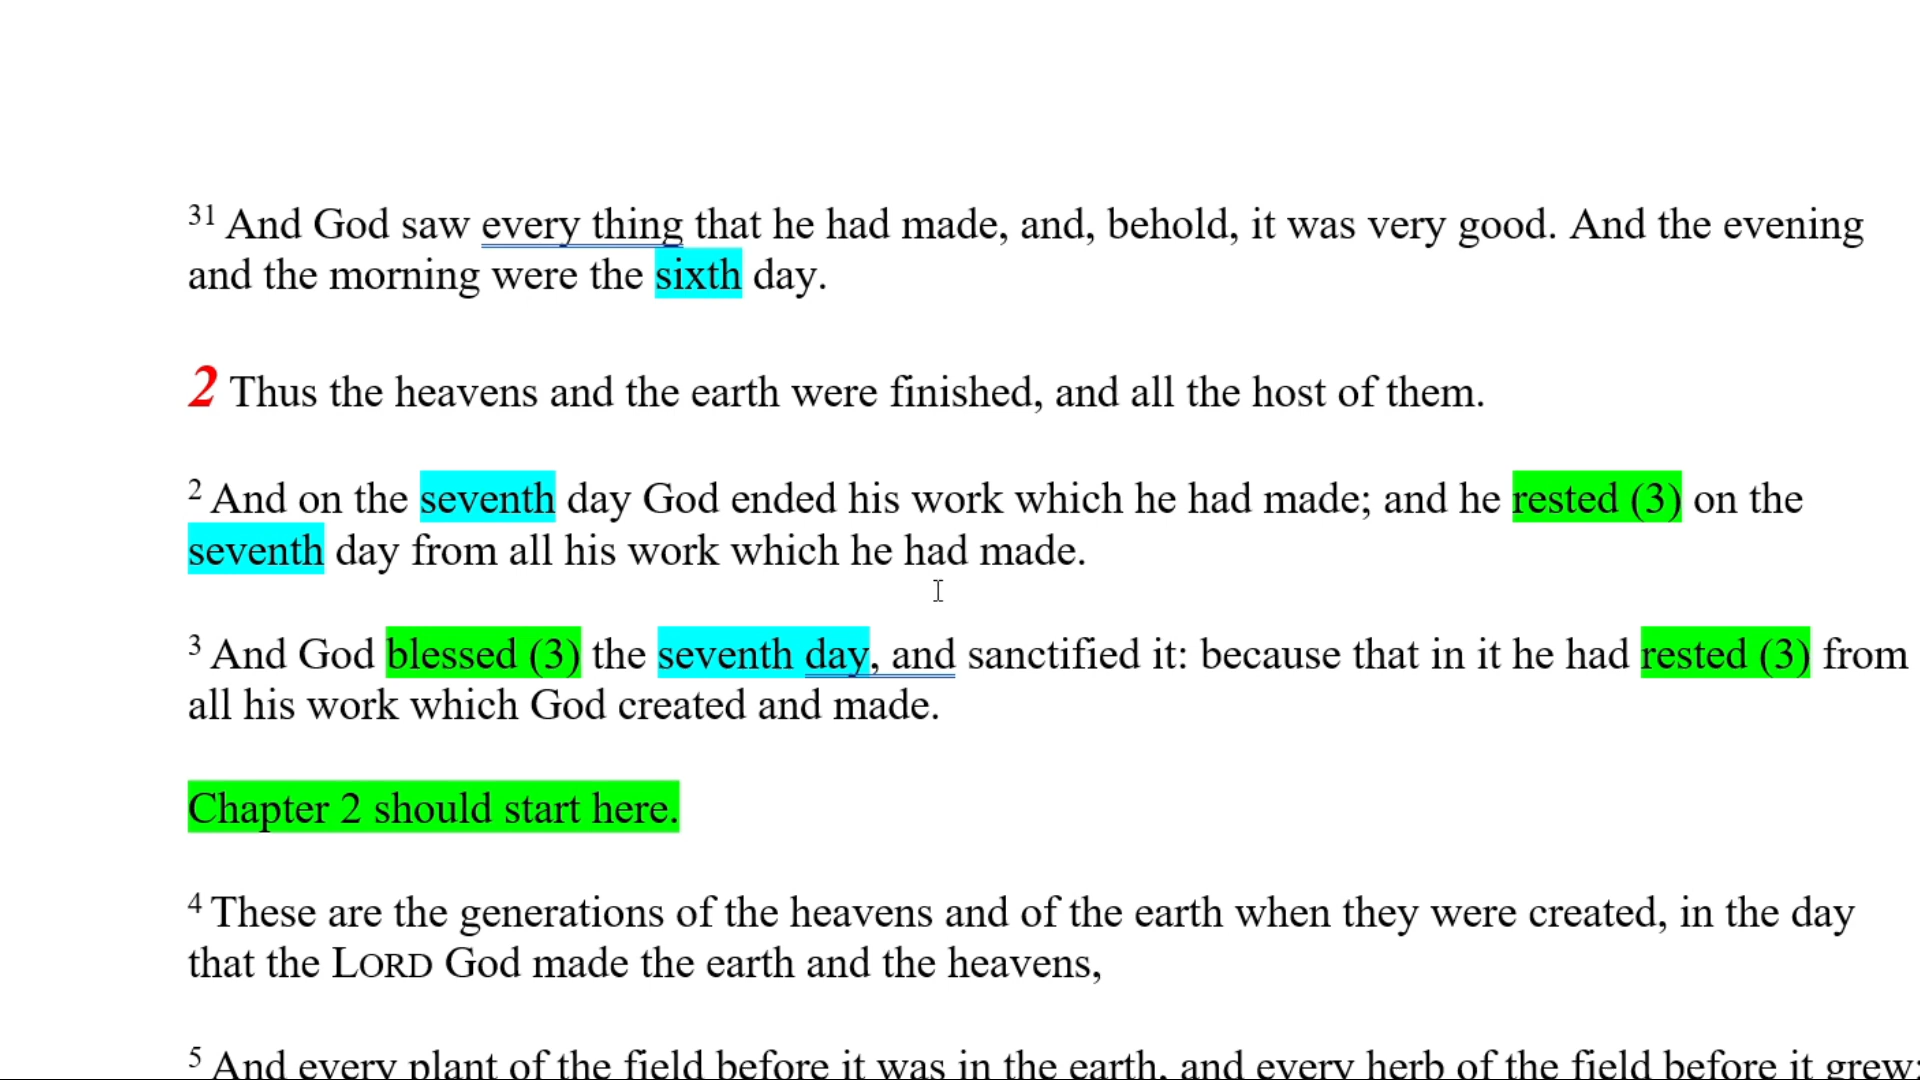 31 And God saw every thing that he had made, and, behold, it was very good. And the evening
and the morning were the sixth day.
2 Thus the heavens and the earth were finished, and all the host of them.
2 And on the seventh day God ended his work which he had made; and he rested (3) on the
seventh day from all his work which he had made.
3 And God blessed (3) the seventh day, and sanctified it: because that in it he had rested (3) from
all his work which God created and made.
Chapter 2 should start here.
4 These are the generations of the heavens and of the earth when they were created, in the day
that the LORD God made the earth and the heavens,
5 And every plant of the field before it was in the earth, and every herb of the field before it grew: